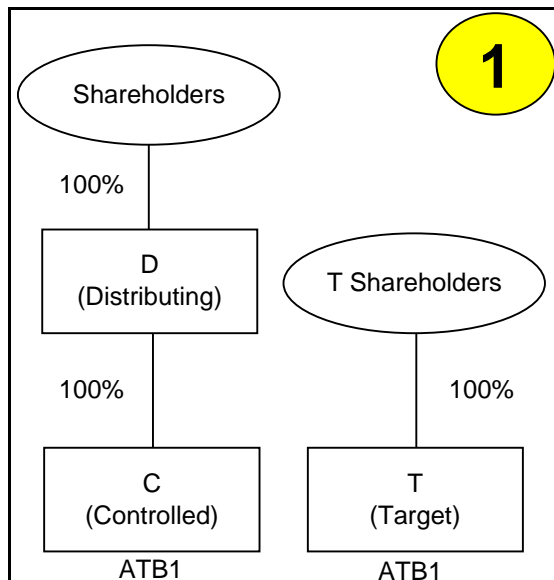 1
Shareholders
100%
D
(Distributing)
T Shareholders
100%
100%
C
(Controlled)
T
(Target)
ATB1
ATB1